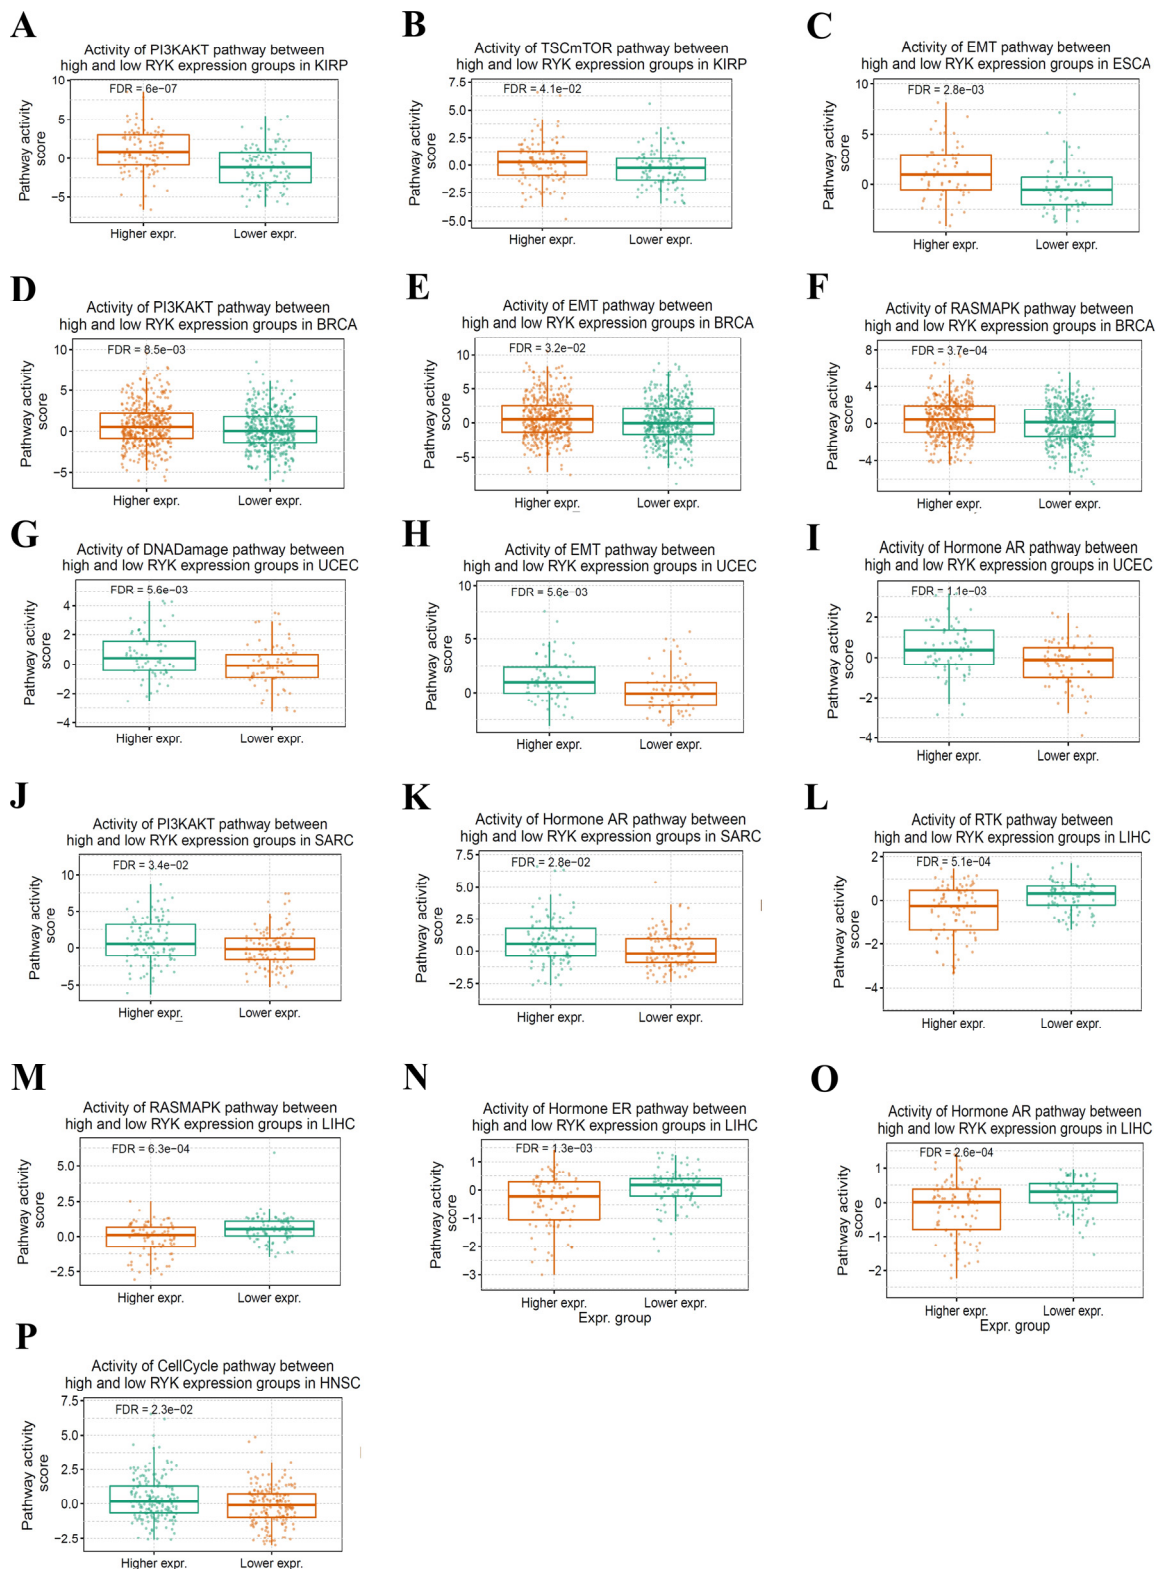 A
Activity of PI3KAKT pathway between
high and low RYK expression groups in KIRP
FDR = 6e−07
Pathway activity
score
10
5
0
−5
Higher expr.
Lower expr.
B
Activity of TSCmTOR pathway between
high and low RYK expression groups in KIRP
FDR = 4.1e−02
Pathway activity
score
7.5
5.0
2.5
0.0
−2.5
−5.0
Higher expr.
Lower expr.
C
Activity of EMT pathway between
high and low RYK expression groups in ESCA
FDR = 2.8e−03
Pathway activity
score
10
5
0
Higher expr.
Lower expr.
D
Activity of PI3KAKT pathway between
high and low RYK expression groups in BRCA
FDR = 8.5e−03
Pathway activity
score
10
5
0
−5
Higher expr.
Lower expr.
E
Activity of EMT pathway between
high and low RYK expression groups in BRCA
FDR = 3.2e−02
Pathway activity
score
10
5
0
−5
Higher expr.
Lower expr.
F
Activity of RASMAPK pathway between
high and low RYK expression groups in BRCA
FDR = 3.7e−04
Pathway activity
score
8
4
0
−4
Higher expr.
Lower expr.
G
Activity of DNADamage pathway between
high and low RYK expression groups in UCEC
FDR = 5.6e−03
Pathway activity
score
4
2
0
−2
−4
Higher expr.
Lower expr.
H
Activity of EMT pathway between
high and low RYK expression groups in UCEC
FDR = 5.6e−03
Pathway activity
score
10
5
0
Higher expr.
Lower expr.
I
Activity of Hormone AR pathway between
high and low RYK expression groups in UCEC
FDR = 1.1e−03
Pathway activity
score
2
0
−2
−4
Higher expr.
Lower expr.
J
Activity of PI3KAKT pathway between
high and low RYK expression groups in SARC
FDR = 3.4e−02
Pathway activity
score
10
5
0
−5
Higher expr.
Lower expr.
K
Activity of Hormone AR pathway between
high and low RYK expression groups in SARC
FDR = 2.8e−02
Pathway activity
score
7.5
5.0
2.5
0.0
−2.5
Higher expr.
Lower expr.
L
Activity of RTK pathway between
high and low RYK expression groups in LIHC
FDR = 5.1e−04
Pathway activity
score
2
0
−2
−4
Higher expr.
Lower expr.
M
Activity of RASMAPK pathway between
high and low RYK expression groups in LIHC
FDR = 6.3e−04
Pathway activity
score
5.0
2.5
0.0
−2.5
Higher expr.
Lower expr.
N
Activity of Hormone ER pathway between
high and low RYK expression groups in LIHC
FDR = 1.3e−03
Pathway activity
score
1
0
−1
−2
−3
Higher expr.
Lower expr.
Expr. group
O
Activity of Hormone AR pathway between
high and low RYK expression groups in LIHC
FDR = 2.6e−04
Pathway activity
score
1
0
−1
−2
Higher expr.
Lower expr.
Expr. group
P
Activity of CellCycle pathway between
high and low RYK expression groups in HNSC
FDR = 2.3e−02
Pathway activity
score
7.5
5.0
2.5
0.0
−2.5
Higher expr.
Lower expr.